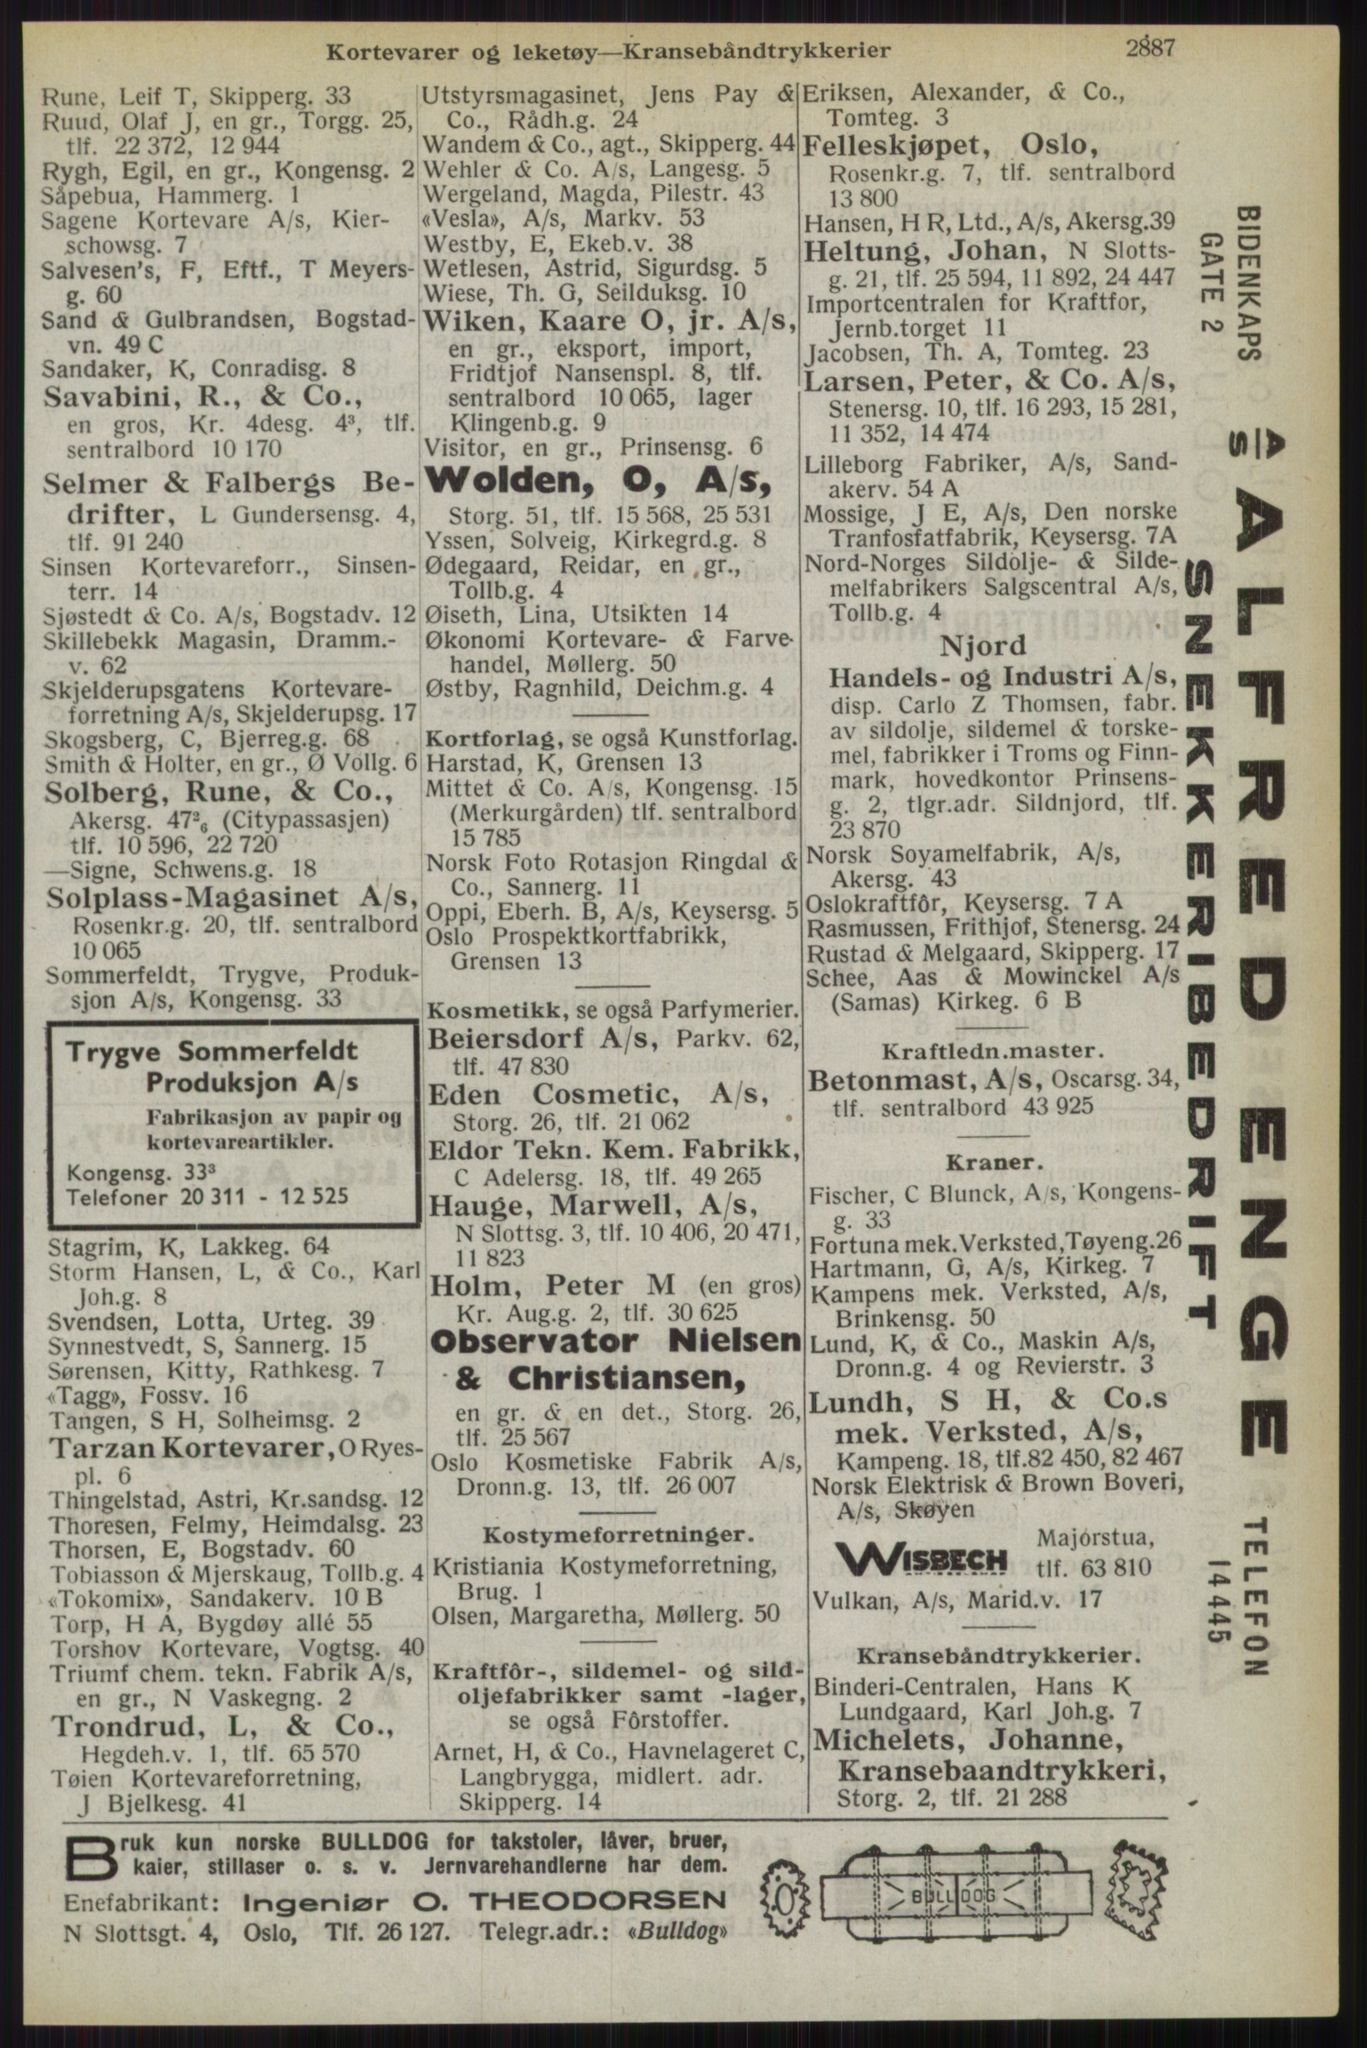 Kortevarer og leketøy—Kransebåndtrykkerier
2887
Rune, Leif T, Skipperg. 33
Ruud, Olaf J, en gr., Torgg. 25,
tlf. 22 372, 12 944
Rygh, Egil, en gr., Kongensg. 2
Såpebua, Hammerg. 1
Sagene Kortevare A/s, Kier-
schowsg. 7
Salvesen's, F, Eftf., T Meyers-
g. 60
Sand & Gulbrandsen, Bogstad-
vn. 49 C
Sandaker, K, Conradisg. 8
Savabini, R., & Co.,
en gros, Kr. 4desg. 4³, tlf.
sentralbord 10 170
Selmer & Falbergs Be-
drifter, L Gundersensg. 4,
tlf. 91 240
Sinsen Kortevareforr., Sinsen-
terr. 14
Sjøstedt & Co. A/s, Bogstadv. 12
Skillebekk Magasin, Dramm.-
v. 62
Skjelderupsgatens Kortevare-
forretning A/s, Skjelderupsg. 17
Skogsberg, C, Bjerreg.g. 68
Smith & Holter, en gr., Ø Vollg. 6
Solberg, Rune, & Co.,
Akersg. 47²₆ (Citypassasjen)
tlf. 10 596, 22 720
—Signe, Schwens.g. 18
Solplass-Magasinet A/s,
Rosenkr.g. 20, tlf. sentralbord
10 065
Sommerfeldt, Trygve, Produk-
sjon A/s, Kongensg. 33
Trygve Sommerfeldt
Produksjon A/s
Fabrikasjon av papir og
kortevareartikler.
Kongensg. 33³
Telefoner 20 311 - 12 525
Stagrim, K, Lakkeg. 64
Storm Hansen, L, & Co., Karl
Joh.g. 8
Svendsen, Lotta, Urteg. 39
Synnestvedt, S, Sannerg. 15
Sørensen, Kitty, Rathkesg. 7
«Tagg», Fossv. 16
Tangen, S H, Solheimsg. 2
Tarzan Kortevarer, O Ryes-
pl. 6
Thingelstad, Astri, Kr.sandsg. 12
Thoresen, Felmy, Heimdalsg. 23
Thorsen, E, Bogstadv. 60
Tobiasson & Mjerskaug, Tollb.g. 4
«Tokomix», Sandakerv. 10 B
Torp, H A, Bygdøy allé 55
Torshov Kortevare, Vogtsg. 40
Triumf chem. tekn. Fabrik A/s,
en gr., N Vaskegng. 2
Trondrud, L, & Co.,
Hegdeh.v. 1, tlf. 65 570
Tøien Kortevareforretning,
J Bjelkesg. 41
Utstyrsmagasinet, Jens Pay &
Co., Rådh.g. 24
Wandem & Co., agt., Skipperg. 44
Wehler & Co. A/s, Langesg. 5
Wergeland, Magda, Pilestr. 43
«Vesla», A/s, Markv. 53
Westby, E, Ekeb.v. 38
Wetlesen, Astrid, Sigurdsg. 5
Wiese, Th. G, Seilduksg. 10
Wiken, Kaare O, jr. A/s,
en gr., eksport, import,
Fridtjof Nansenspl. 8, tlf.
sentralbord 10 065, lager
Klingenb.g. 9
Visitor, en gr., Prinsensg. 6
Wolden, O, A/s,
Storg. 51, tlf. 15 568, 25 531
Yssen, Solveig, Kirkegrd.g. 8
Ødegaard, Reidar, en gr.,
Tollb.g. 4
Øiseth, Lina, Utsikten 14
Økonomi Kortevare- & Farve-
handel, Møllerg. 50
Østby, Ragnhild, Deichm.g. 4
Kortforlag, se også Kunstforlag.
Harstad, K, Grensen 13
Mittet & Co. A/s, Kongensg. 15
(Merkurgården) tlf. sentralbord
15 785
Norsk Foto Rotasjon Ringdal &
Co., Sannerg. 11
Oppi, Eberh. B, A/s, Keysersg. 5
Oslo Prospektkortfabrikk,
Grensen 13
Kosmetikk, se også Parfymerier.
Beiersdorf A/s, Parkv. 62,
tlf. 47 830
Eden Cosmetic, A/s,
Storg. 26, tlf. 21 062
Eldor Tekn. Kem. Fabrikk,
C Adelersg. 18, tlf. 49 265
Hauge, Marwell, A/s,
N Slottsg. 3, tlf. 10 406, 20 471,
11 823
Holm, Peter M (en gros)
Kr. Aug.g. 2, tlf. 30 625
Observator Nielsen
& Christiansen,
en gr. & en det., Storg. 26,
tlf. 25 567
Oslo Kosmetiske Fabrik A/s,
Dronn.g. 13, tlf. 26 007
Kostymeforretninger.
Kristiania Kostymeforretning,
Brug. 1
Olsen, Margaretha, Møllerg. 50
Kraftfôr-, sildemel- og sild-
oljefabrikker samt -lager,
se også Fôrstoffer.
Arnet, H, & Co., Havnelageret C,
Langbrygga, midlert. adr.
Skipperg. 14
Eriksen, Alexander, & Co.,
Tomteg. 3
Felleskjøpet, Oslo,
Rosenkr.g. 7, tlf. sentralbord
13 800
Hansen, H R, Ltd., A/s, Akersg.39
Heltung, Johan, N Slotts-
g. 21, tlf. 25 594, 11 892, 24 447
Importcentralen for Kraftfor,
Jernb.torget 11
Jacobsen, Th. A, Tomteg. 23
Larsen, Peter, & Co. A/s,
Stenersg. 10, tlf. 16 293, 15 281,
11 352, 14 474
Lilleborg Fabriker, A/s, Sand-
akerv. 54 A
Mossige, J E, A/s, Den norske
Tranfosfatfabrik, Keysersg. 7A
Nord-Norges Sildolje- & Silde-
melfabrikers Salgscentral A/s,
Tollb.g. 4
Njord
Handels- og Industri A/s,
disp. Carlo Z Thomsen, fabr.
av sildolje, sildemel & torske-
mel, fabrikker i Troms og Finn-
mark, hovedkontor Prinsens-
g. 2, tlgr.adr. Sildnjord, tlf.
23 870
Norsk Soyamelfabrik, A/s,
Akersg. 43
Oslokraftfôr, Keysersg. 7 A
Rasmussen, Frithjof, Stenersg. 24
Rustad & Melgaard, Skipperg. 17
Schee, Aas & Mowinckel A/s
(Samas) Kirkeg. 6 B
Kraftledn.master.
Betonmast, A/s, Oscarsg. 34,
tlf. sentralbord 43 925
Kraner.
Fischer, C Blunck, A/s, Kongens-
g. 33
Fortuna mek. Verksted, Tøyeng.26
Hartmann, G, A/s, Kirkeg. 7
Kampens mek. Verksted, A/s,
Brinkensg. 50
Lund, K, & Co., Maskin A/s,
Dronn.g. 4 og Revierstr. 3
Lundh, S H, & Co.s
mek. Verksted, A/s,
Kampeng. 18, tlf.82 450, 82 467
Norsk Elektrisk & Brown Boveri,
A/s, Skøyen
WISBECH Majorstua,
tlf. 63 810
Vulkan, A/s, Marid.v. 17
Kransebåndtrykkerier.
Binderi-Centralen, Hans K
Lundgaard, Karl Joh.g. 7
Michelets, Johanne,
Kransebaandtrykkeri,
Storg. 2, tlf. 21 288
BIDENKAPS
GATE 2
A/s ALFRED ENGE
SNEKKERIBEDRIFT
TELEFON
14445
Bruk kun norske BULLDOG for takstoler, låver, bruer,
kaier, stillaser o. s. v. Jernvarehandlerne har dem.
Enefabrikant: Ingeniør O. THEODORSEN
N Slottsgt. 4, Oslo, Tlf. 26 127. Telegr.adr.: «Bulldog»
BULLDOG